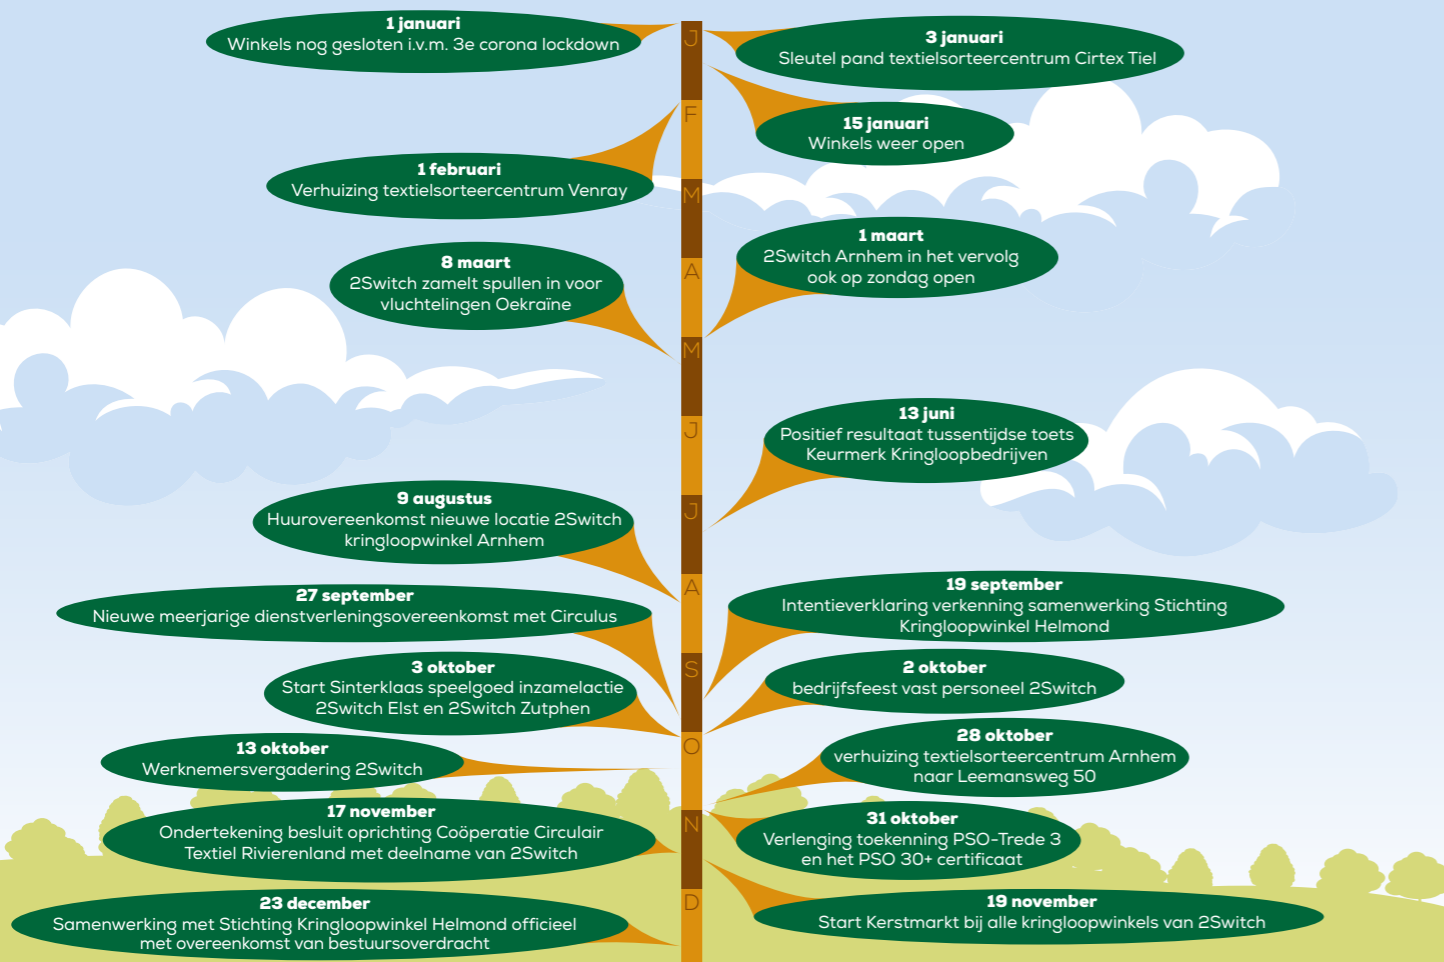 1 januari
Winkels nog gesloten i.v.m. 3e corona lockdown
3 januari
Sleutel pand textielsorteercentrum Cirtex Tiel
15 januari
Winkels weer open
1 februari
Verhuizing textielsorteercentrum Venray
1 maart
2Switch Arnhem in het vervolg
ook op zondag open
8 maart
2Switch zamelt spullen in voor
vluchtelingen Oekraïne
13 juni
Positief resultaat tussentijdse toets
Keurmerk Kringloopbedrijven
9 augustus
Huurovereenkomst nieuwe locatie 2Switch
kringloopwinkel Arnhem
19 september
Intentieverklaring verkenning samenwerking Stichting
Kringloopwinkel Helmond
27 september
Nieuwe meerjarige dienstverleningsovereenkomst met Circulus
2 oktober
bedrijfsfeest vast personeel 2Switch
3 oktober
Start Sinterklaas speelgoed inzamelactie
2Switch Elst en 2Switch Zutphen
13 oktober
Werknemersvergadering 2Switch
28 oktober
verhuizing textielsorteercentrum Arnhem
naar Leemansweg 50
31 oktober
Verlenging toekenning PSO-Trede 3
en het PSO 30+ certificaat
17 november
Ondertekening besluit oprichting Coöperatie Circulair
Textiel Rivierenland met deelname van 2Switch
19 november
Start Kerstmarkt bij alle kringloopwinkels van 2Switch
23 december
Samenwerking met Stichting Kringloopwinkel Helmond officieel
met overeenkomst van bestuursoverdracht
J
F
M
A
M
J
J
A
S
O
N
D